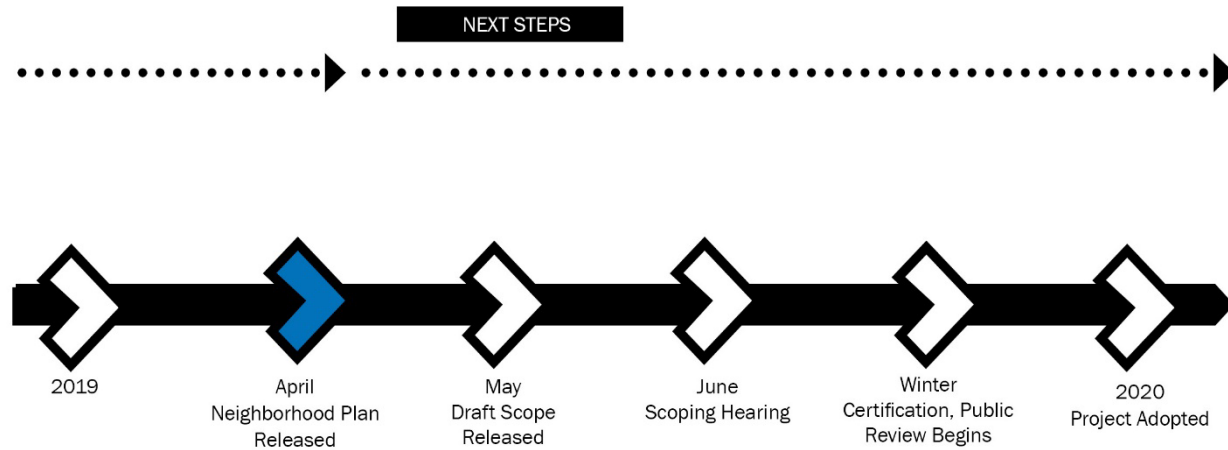 NEXT STEPS
2019
April
Neighborhood Plan
Released
May
Draft Scope
Released
June
Scoping Hearing
Winter
Certification, Public
Review Begins
2020
Project Adopted